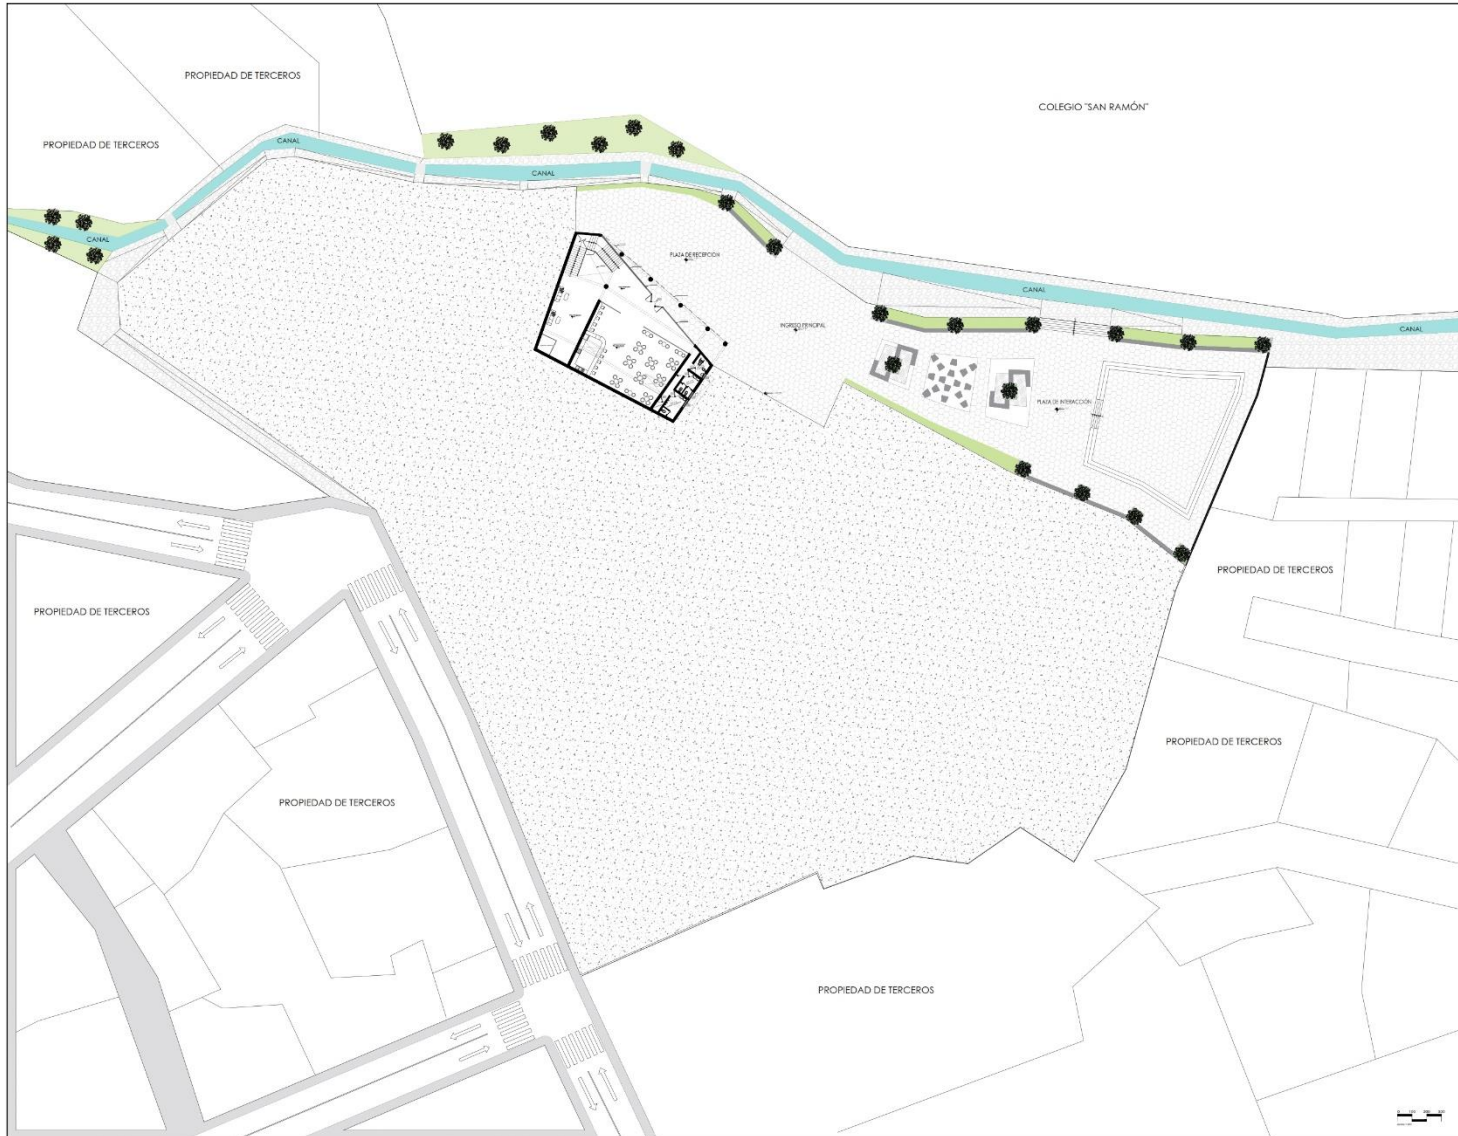 PROPIEDAD DE TERCEROS
COLEGIO "SAN RAMÓN"
PROPIEDAD DE TERCEROS
CANAL
CANAL
CANAL
PLAZA DE RECEPCIÓN
CANAL
INGRESO PRINCIPAL
CANAL
PLAZA DE INTERACCIÓN
PROPIEDAD DE TERCEROS
PROPIEDAD DE TERCEROS
PROPIEDAD DE TERCEROS
PROPIEDAD DE TERCEROS
PROPIEDAD DE TERCEROS